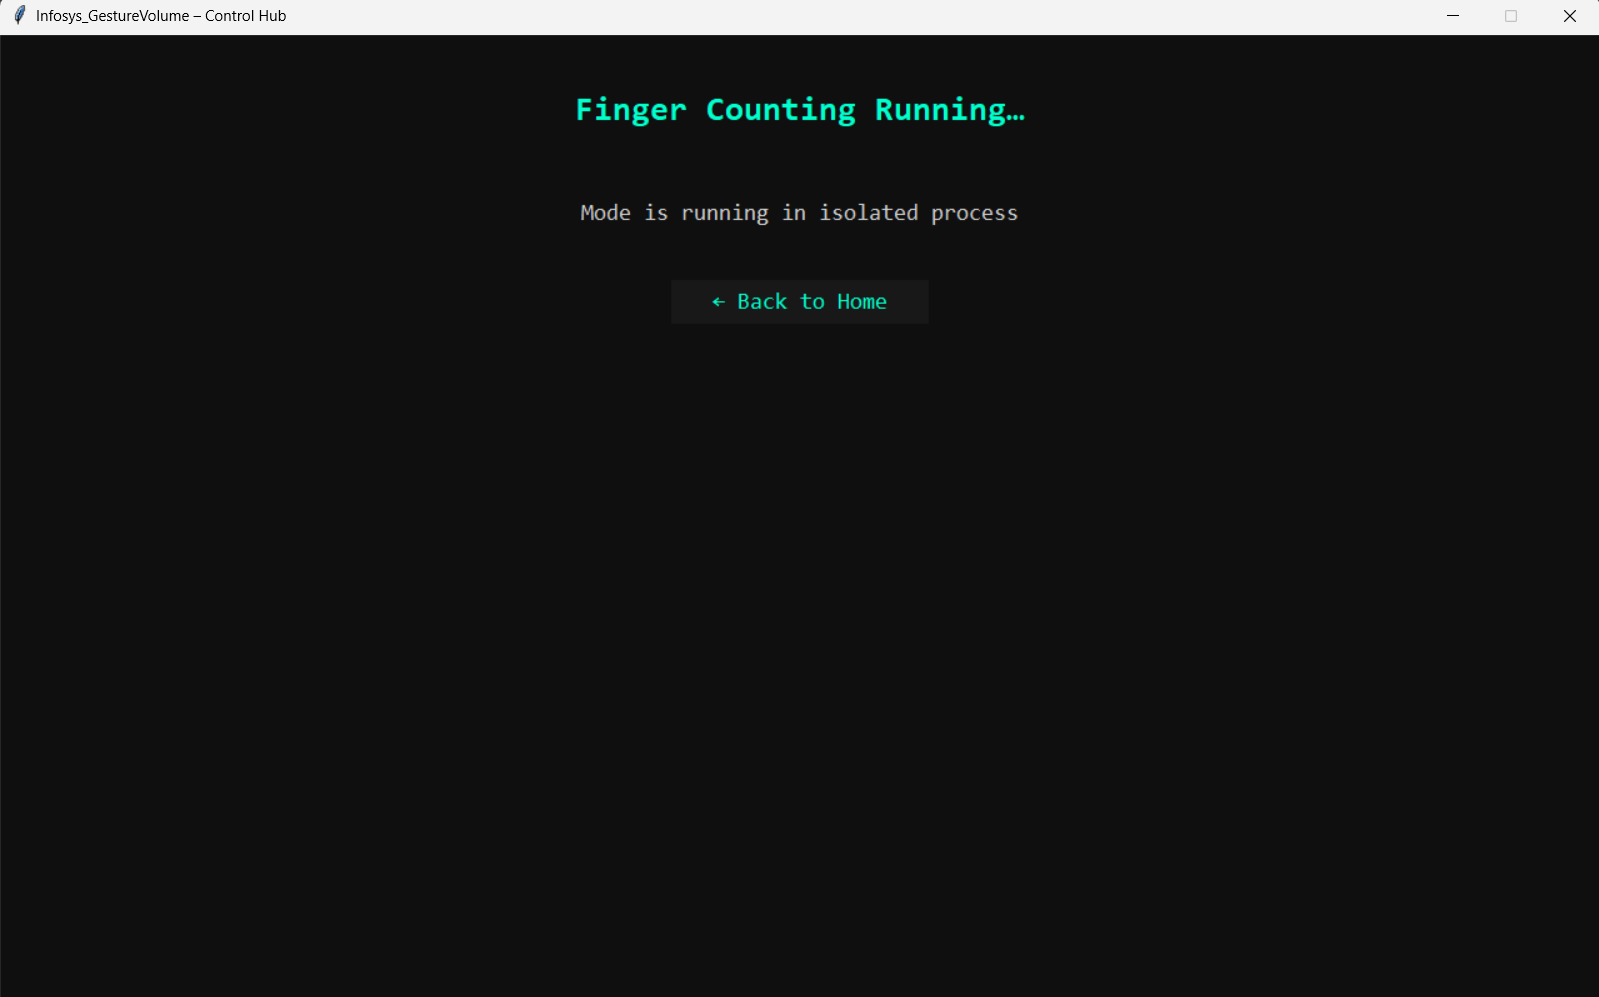 Infosys_GestureVolume – Control Hub
Finger Counting Running…
Mode is running in isolated process
← Back to Home